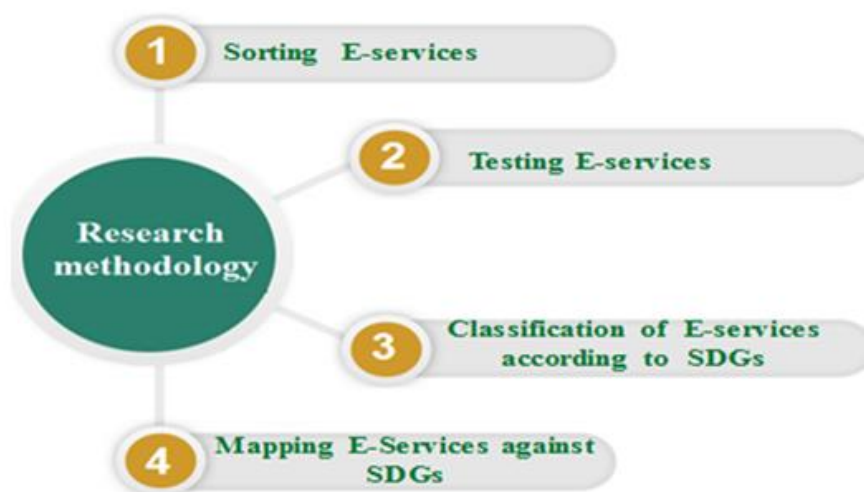 1
Sorting E-services
2
Testing E-services
Research
methodology
3
Classification of E-services
according to SDGs
4
Mapping E-Services against
SDGs